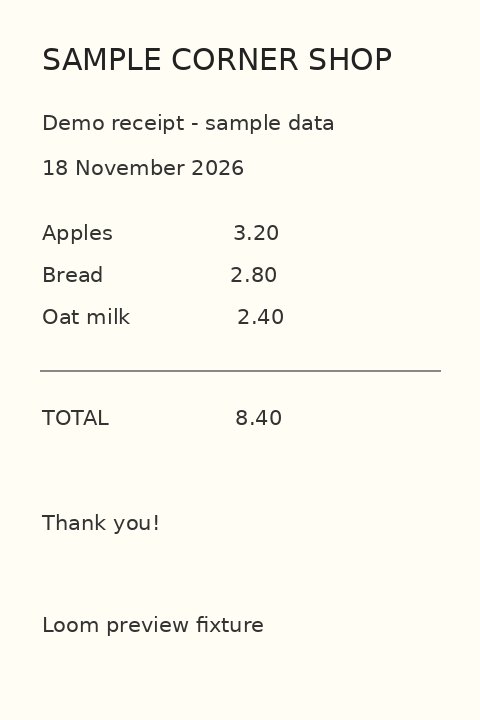 SAMPLE CORNER SHOP
Demo receipt - sample data
18 November 2026
Apples 3.20
Bread 2.80
Oat milk 2.40
TOTAL 8.40
Thank you!
Loom preview fixture